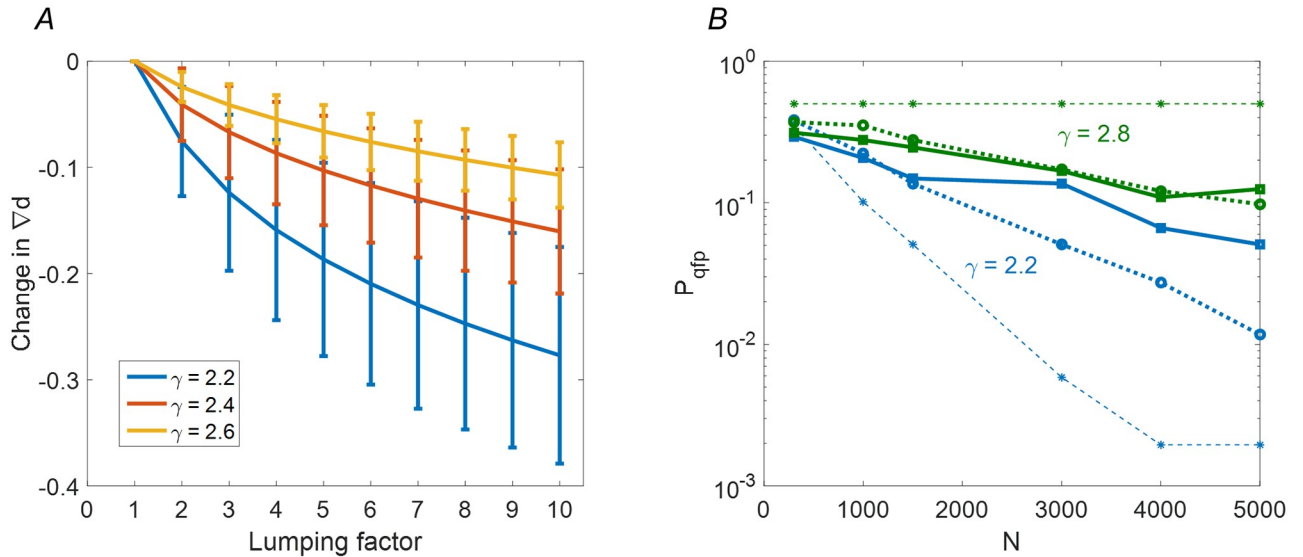 A
0
-0.1
-0.2
-0.3
-0.4
Change in ∇d
γ = 2.2
γ = 2.4
γ = 2.6
0 1 2 3 4 5 6 7 8 9 10
Lumping factor
B
10⁰
10⁻¹
10⁻²
10⁻³
P_qfp
γ = 2.8
γ = 2.2
0 1000 2000 3000 4000 5000
N